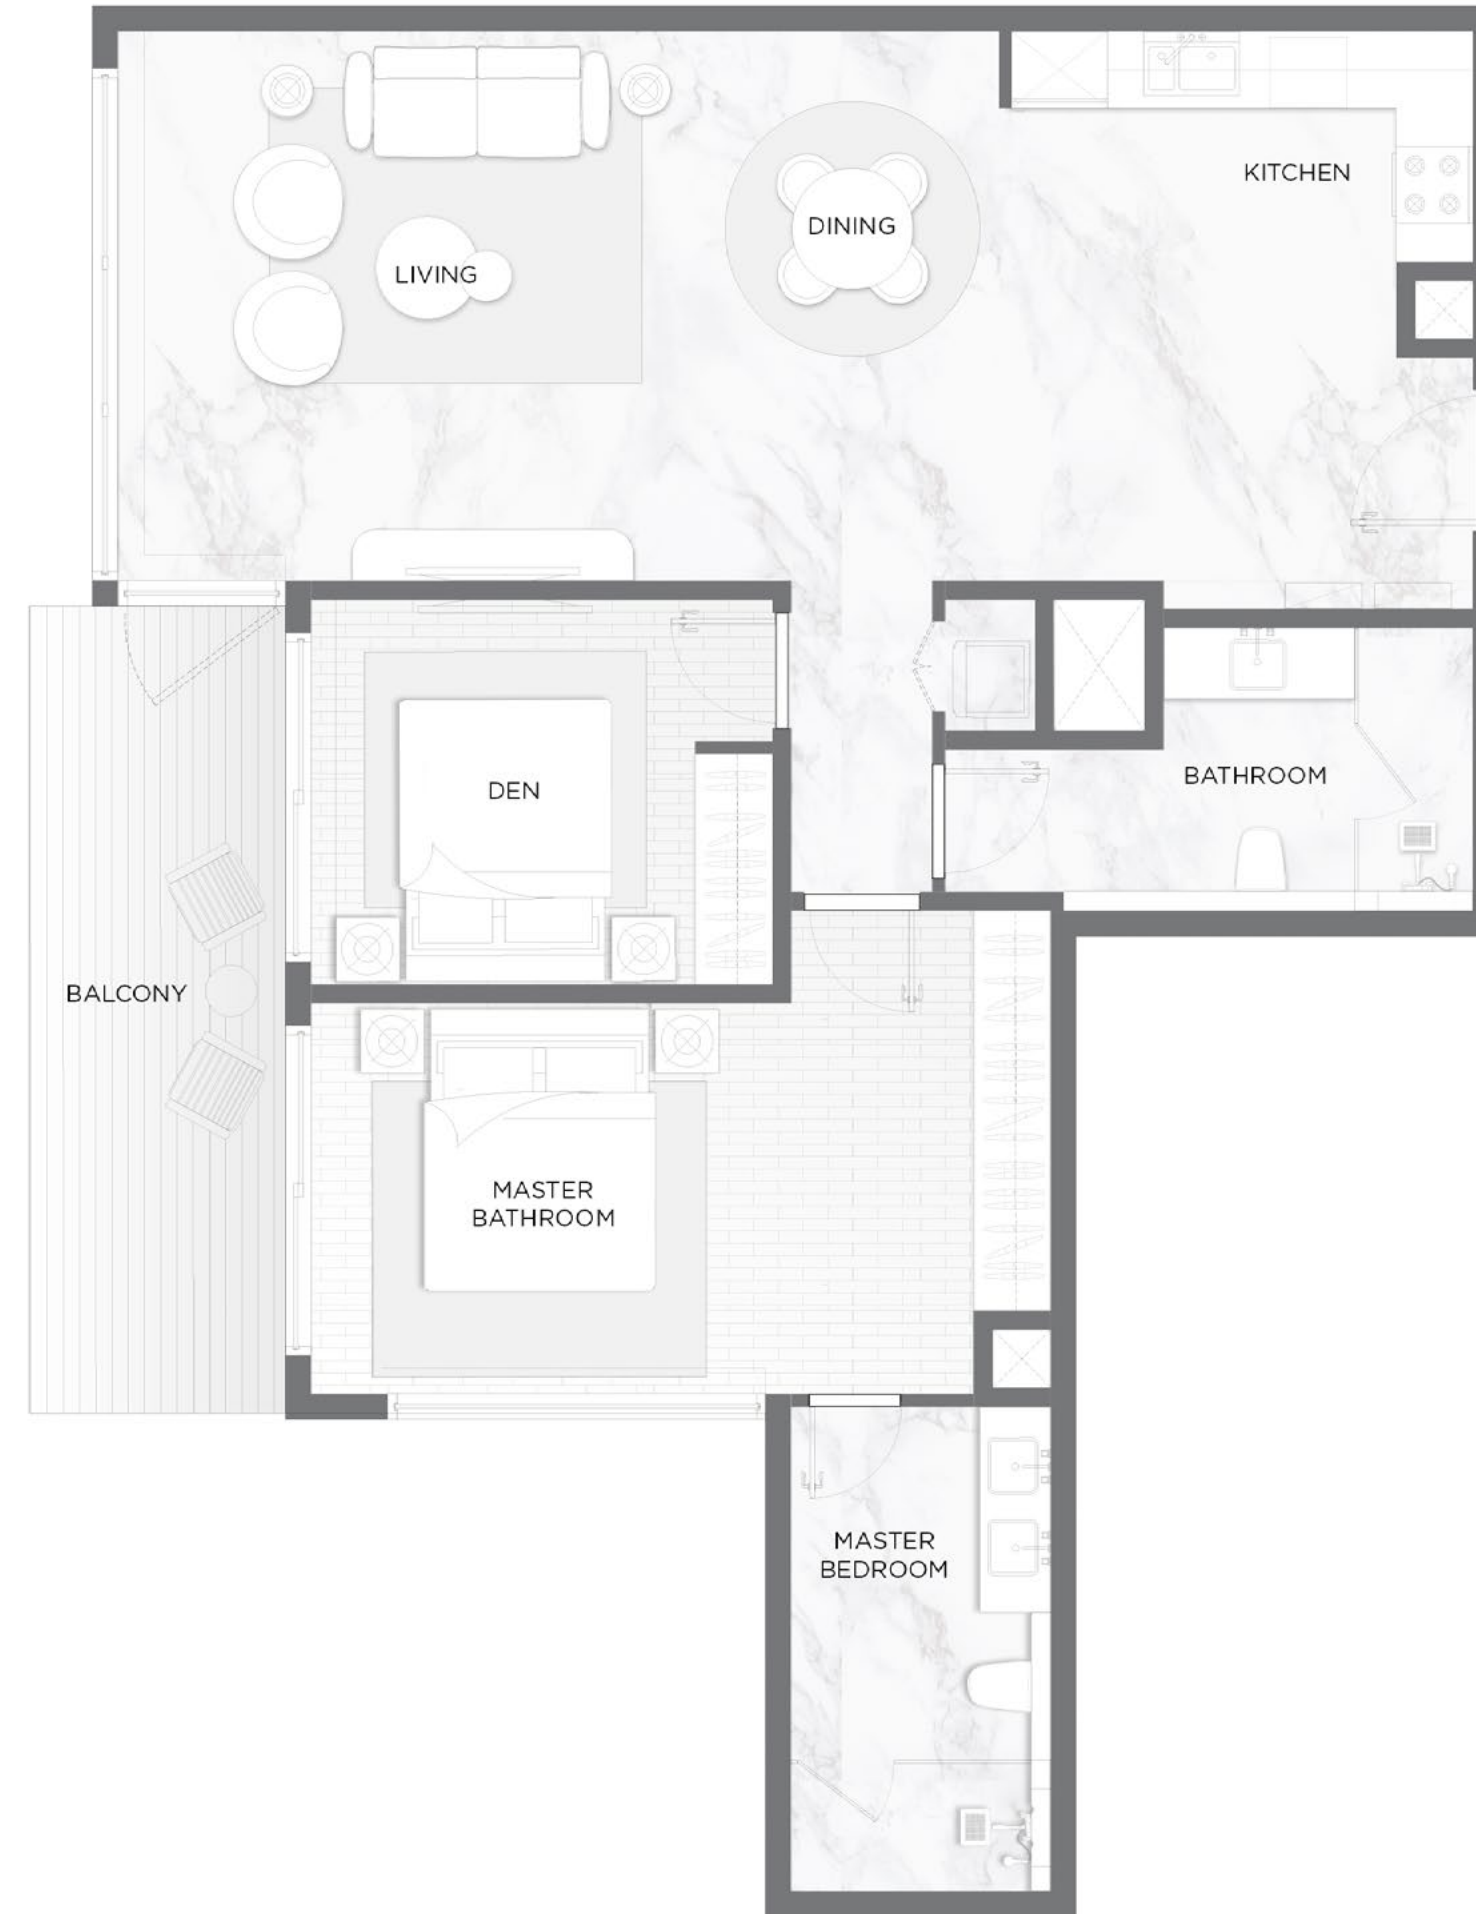 KITCHEN
DINING
LIVING
BATHROOM
DEN
BALCONY
MASTER
BATHROOM
MASTER
BEDROOM